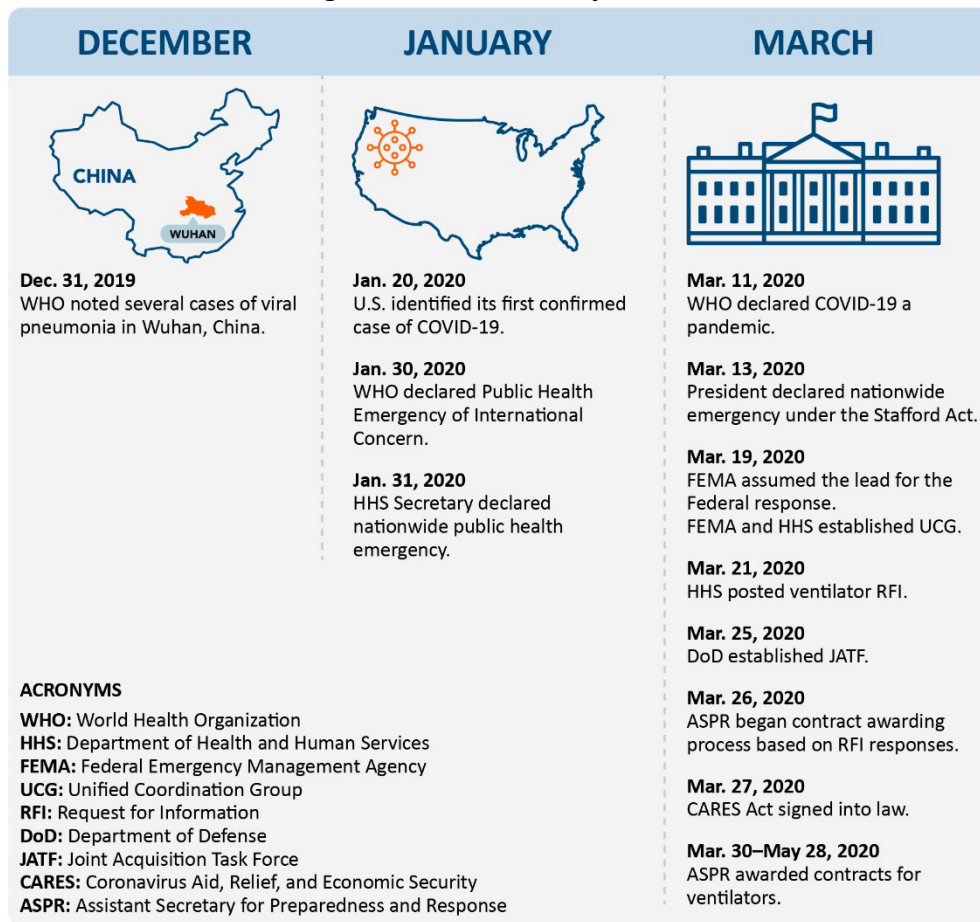 DECEMBER
CHINA
WUHAN
Dec. 31, 2019
WHO noted several cases of viral
pneumonia in Wuhan, China.
JANUARY
Jan. 20, 2020
U.S. identified its first confirmed
case of COVID-19.
Jan. 30, 2020
WHO declared Public Health
Emergency of International
Concern.
Jan. 31, 2020
HHS Secretary declared
nationwide public health
emergency.
MARCH
Mar. 11, 2020
WHO declared COVID-19 a
pandemic.
Mar. 13, 2020
President declared nationwide
emergency under the Stafford Act.
Mar. 19, 2020
FEMA assumed the lead for the
Federal response.
FEMA and HHS established UCG.
Mar. 21, 2020
HHS posted ventilator RFI.
Mar. 25, 2020
DoD established JATF.
Mar. 26, 2020
ASPR began contract awarding
process based on RFI responses.
Mar. 27, 2020
CARES Act signed into law.
Mar. 30–May 28, 2020
ASPR awarded contracts for
ventilators.
ACRONYMS
WHO: World Health Organization
HHS: Department of Health and Human Services
FEMA: Federal Emergency Management Agency
UCG: Unified Coordination Group
RFI: Request for Information
DoD: Department of Defense
JATF: Joint Acquisition Task Force
CARES: Coronavirus Aid, Relief, and Economic Security
ASPR: Assistant Secretary for Preparedness and Response